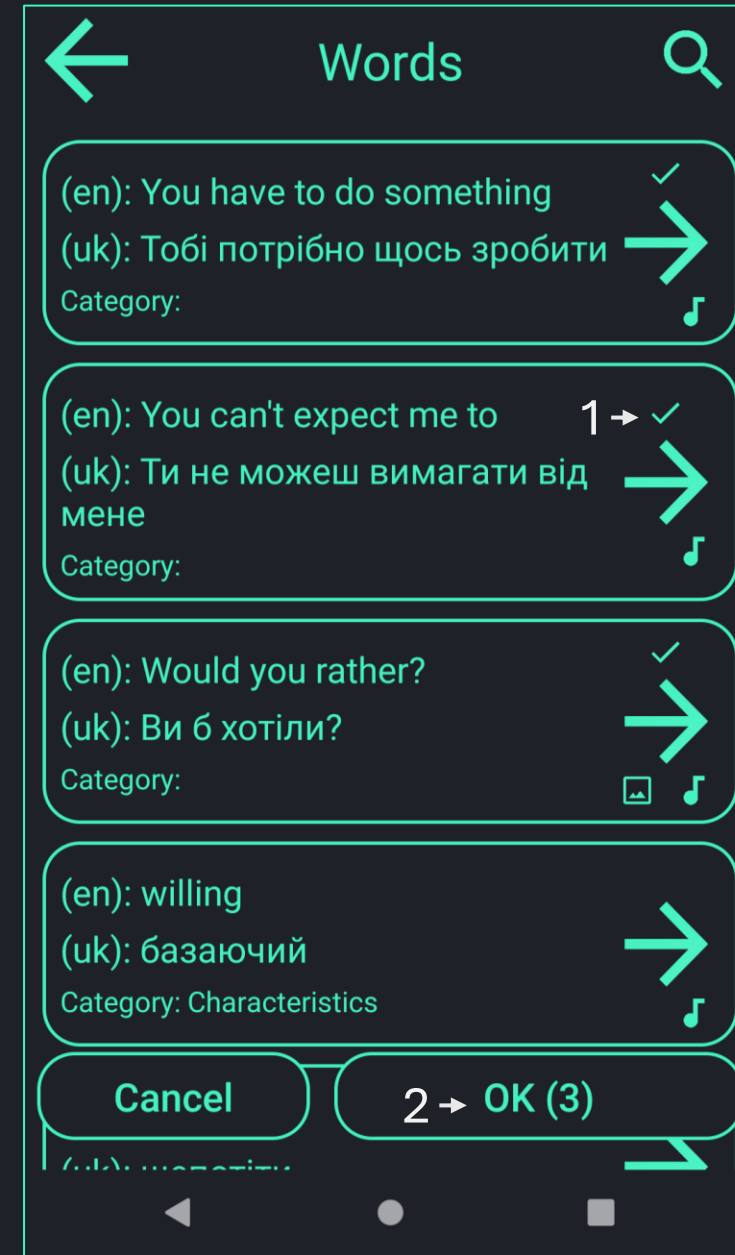 Words
(en): You have to do something
(uk): Тобі потрібно щось зробити
Category:
(en): You can't expect me to
1
(uk): Ти не можеш вимагати від
мене
Category:
(en): Would you rather?
(uk): Ви б хотіли?
Category:
(en): willing
(uk): базаючий
Category: Characteristics
Cancel
2 OK (3)
(uk):